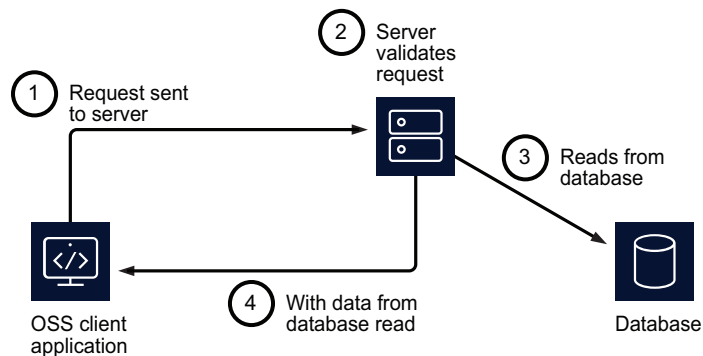 1
Request sent
to server
2
Server
validates
request
3
Reads from
database
</>
OSS client
application
4
With data from
database read
Database